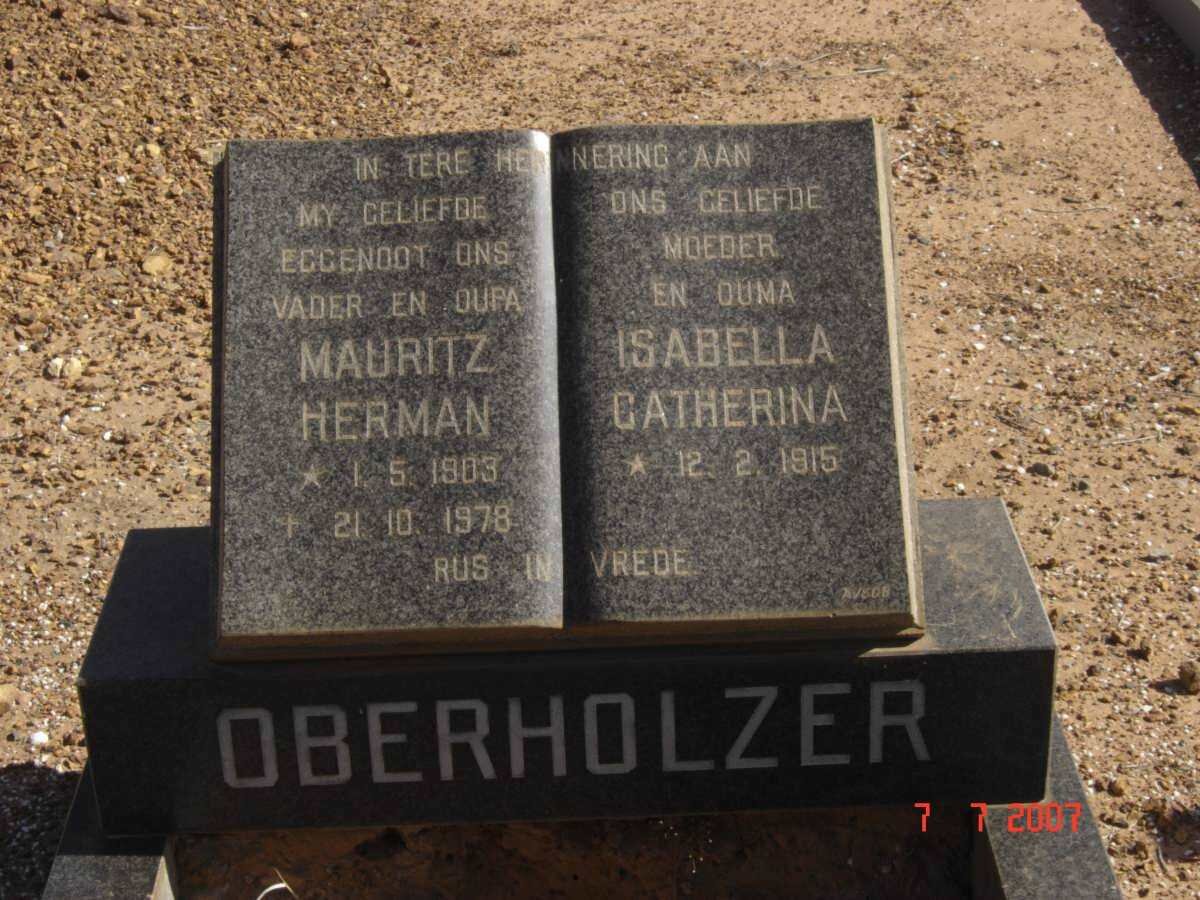 IN TERE HERINNERING AAN
MY GELIEFDE
EGGENOOT ONS
VADER EN OUPA
MAURITZ
HERMAN
★ 1. 5. 1903
† 21. 10. 1978
ONS GELIEFDE
MOEDER
EN OUMA
ISABELLA
CATHERINA
★ 12. 2. 1915
RUS IN VREDE
OBERHOLZER
7 7 2007